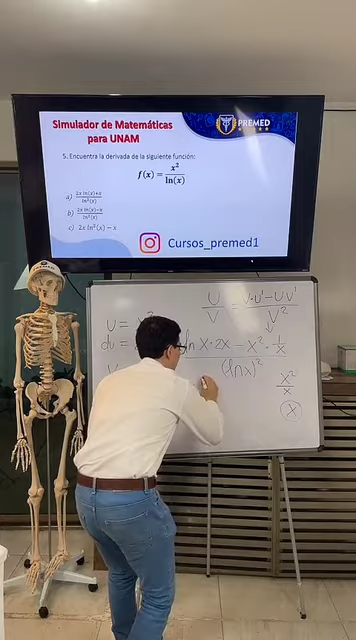 PREMED
Simulador de Matemáticas
para UNAM
5. Encuentra la derivada de la siguiente función:
f(x) = x²/ln(x)
a) 2x ln(x)+x/ln²(x)
b) 2x ln(x)-x/ln²(x)
c) 2x ln²(x) - x
Cursos_premed1
U/V = V·U' - UV'/V²
U =
du =
ln X·2X - X²·1/X
(lnx)²
X²/X
X